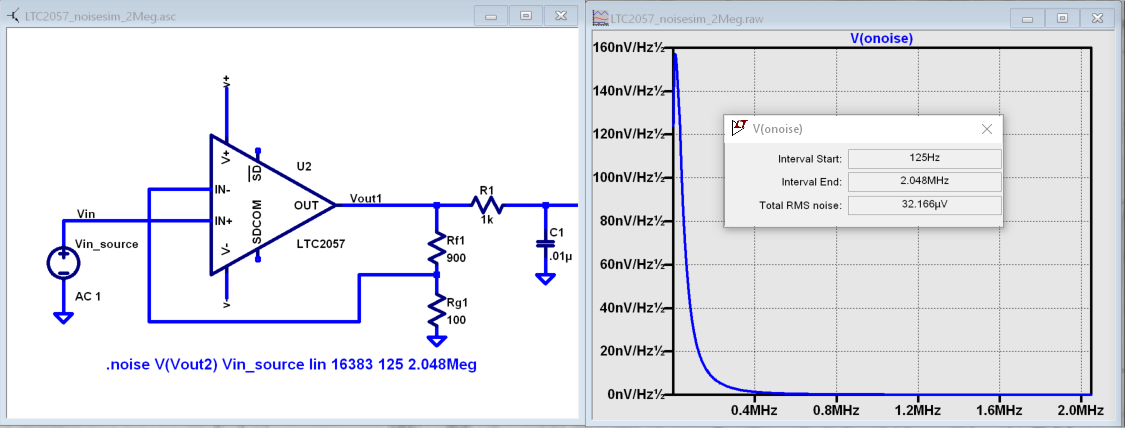 LTC2057_noisesim_2Meg.asc
V+
V+
SD
U2
IN-
OUT
Vout1
R1
1k
Vin
IN+
SDCOM
V-
LTC2057
Vin_source
Rf1
900
C1
.01µ
AC 1
V-
Rg1
100
.noise V(Vout2) Vin_source lin 16383 125 2.048Meg
LTC2057_noisesim_2Meg.raw
V(onoise)
160nV/Hz½
140nV/Hz½
120nV/Hz½
100nV/Hz½
80nV/Hz½
60nV/Hz½
40nV/Hz½
20nV/Hz½
0nV/Hz½
0.4MHz
0.8MHz
1.2MHz
1.6MHz
2.0MHz
LT
V(onoise)
Interval Start: 125Hz
Interval End: 2.048MHz
Total RMS noise: 32.166µV